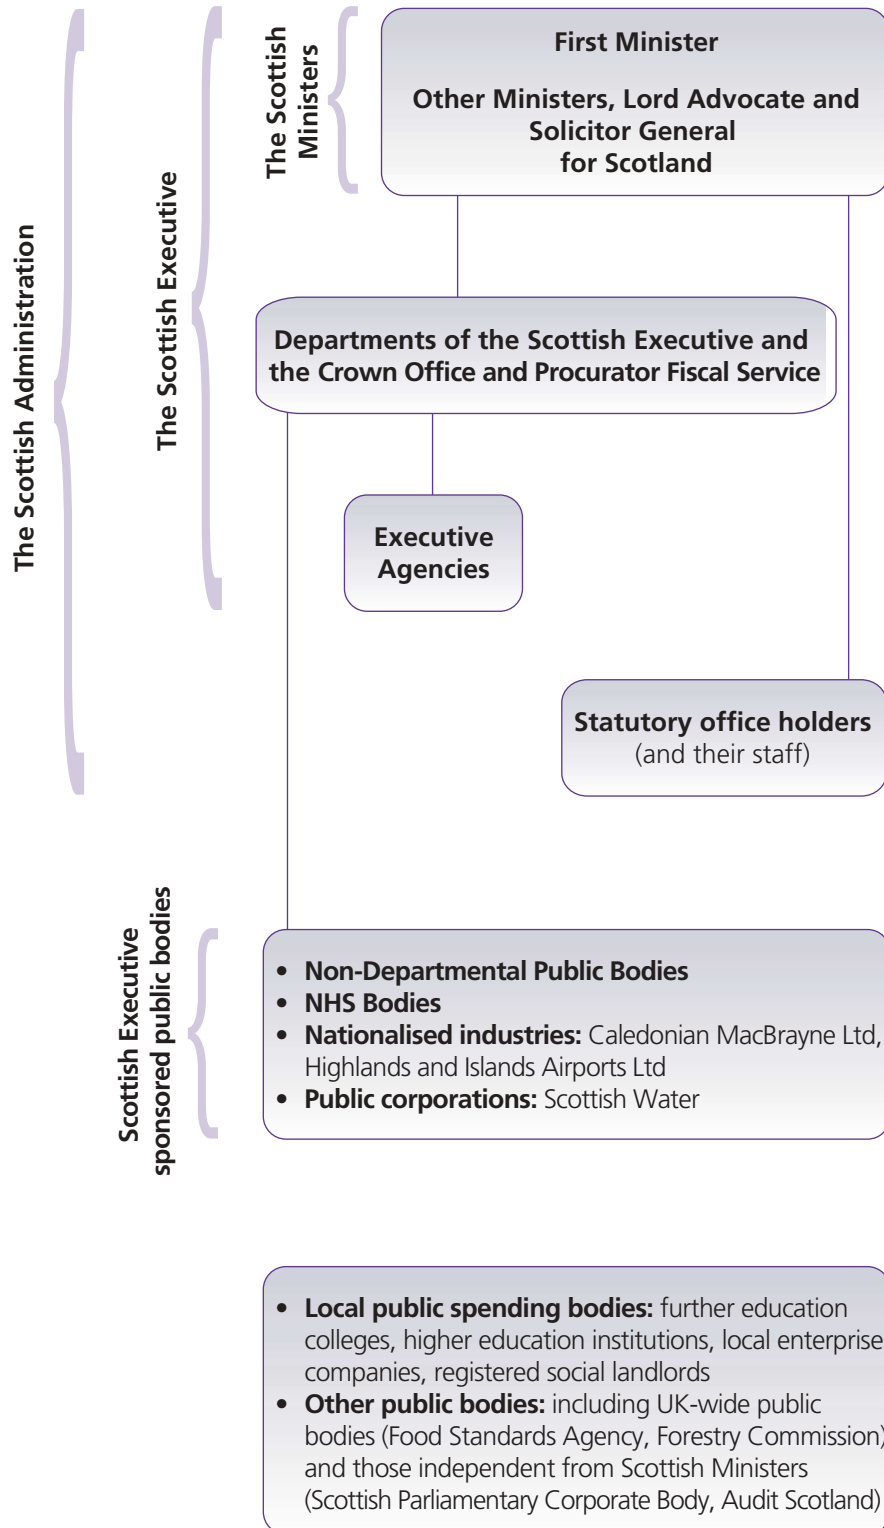 The Scottish Administration
The Scottish Executive
The Scottish
Ministers
First Minister
Other Ministers, Lord Advocate and
Solicitor General
for Scotland
Departments of the Scottish Executive and
the Crown Office and Procurator Fiscal Service
Executive
Agencies
Statutory office holders
(and their staff)
Scottish Executive
sponsored public bodies
• Non-Departmental Public Bodies
• NHS Bodies
• Nationalised industries: Caledonian MacBrayne Ltd,
Highlands and Islands Airports Ltd
• Public corporations: Scottish Water
• Local public spending bodies: further education
colleges, higher education institutions, local enterprise
companies, registered social landlords
• Other public bodies: including UK-wide public
bodies (Food Standards Agency, Forestry Commission)
and those independent from Scottish Ministers
(Scottish Parliamentary Corporate Body, Audit Scotland)